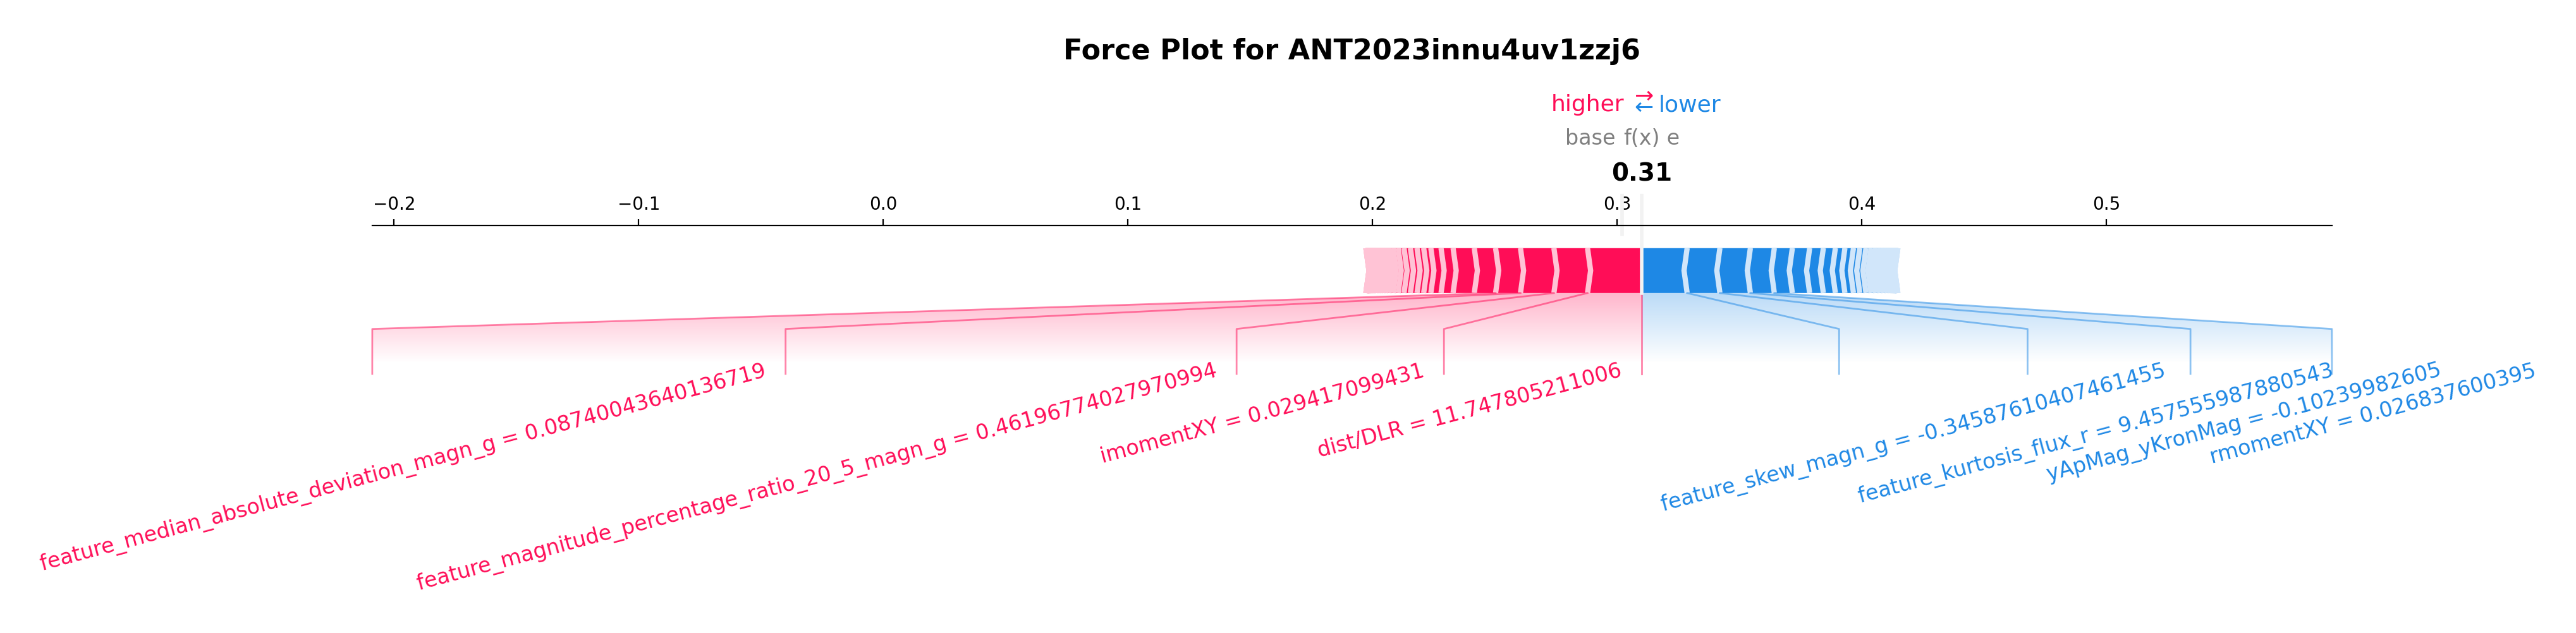 Force Plot for ANT2023innu4uv1zzj6
higher ⇄ lower
base f(x) e
0.31
−0.2 −0.1 0.0 0.1 0.2 0.3 0.4 0.5
feature_median_absolute_deviation_magn_g = 0.08740043640136719
feature_magnitude_percentage_ratio_20_5_magn_g = 0.46196774027970994
imomentXY = 0.029417099431
dist/DLR = 11.747805211006
feature_skew_magn_g = -0.34587610407461455
feature_kurtosis_flux_r = 9.457555987880543
yApMag_yKronMag = -0.10239982605
rmomentXY = 0.026837600395